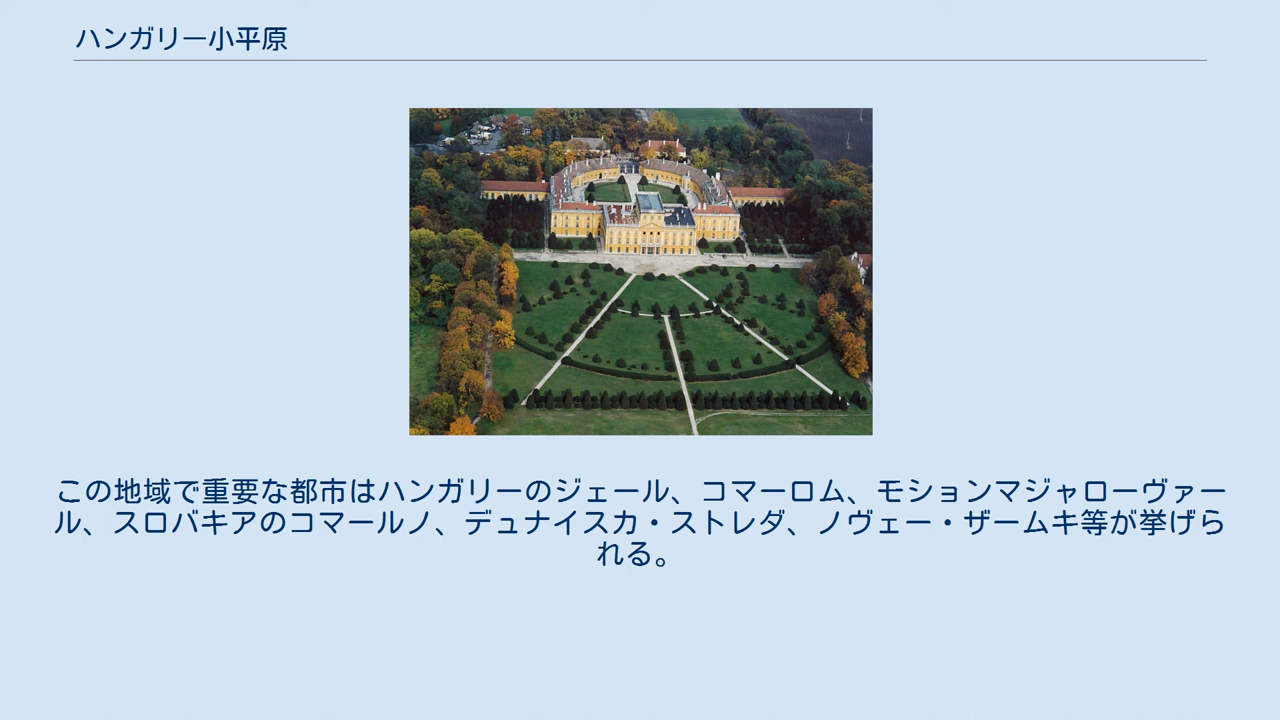 ハンガリー小平原
この地域で重要な都市はハンガリーのジェール、コマーロム、モションマジャローヴァー
ル、スロバキアのコマールノ、デュナイスカ・ストレダ、ノヴェー・ザームキ等が挙げら
れる。